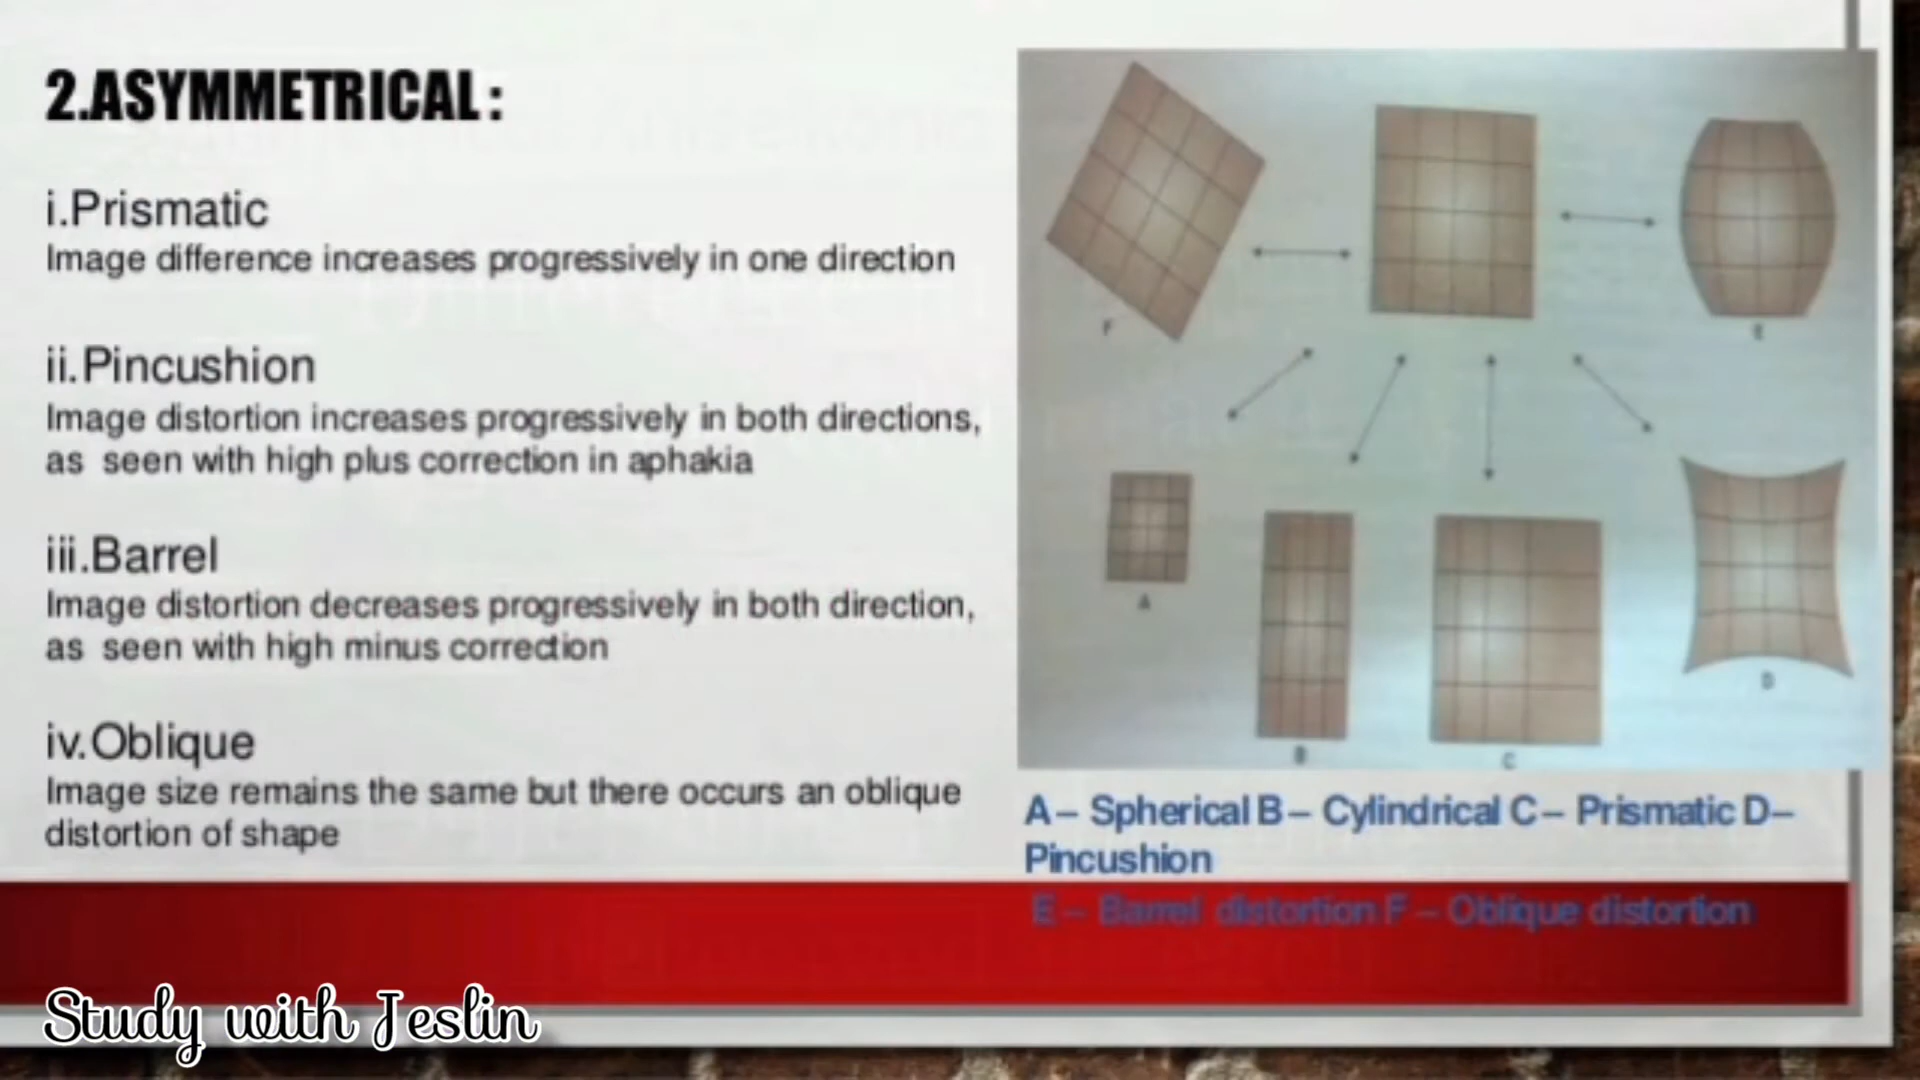 2.ASYMMETRICAL:
i.Prismatic
Image difference increases progressively in one direction
ii.Pincushion
Image distortion increases progressively in both directions,
as seen with high plus correction in aphakia
iii.Barrel
Image distortion decreases progressively in both direction,
as seen with high minus correction
iv.Oblique
Image size remains the same but there occurs an oblique
distortion of shape
F
E
A
D
B
C
A– Spherical B– Cylindrical C– Prismatic D–
Pincushion
E – Barrel distortion F – Oblique distortion
Study with Jeslin